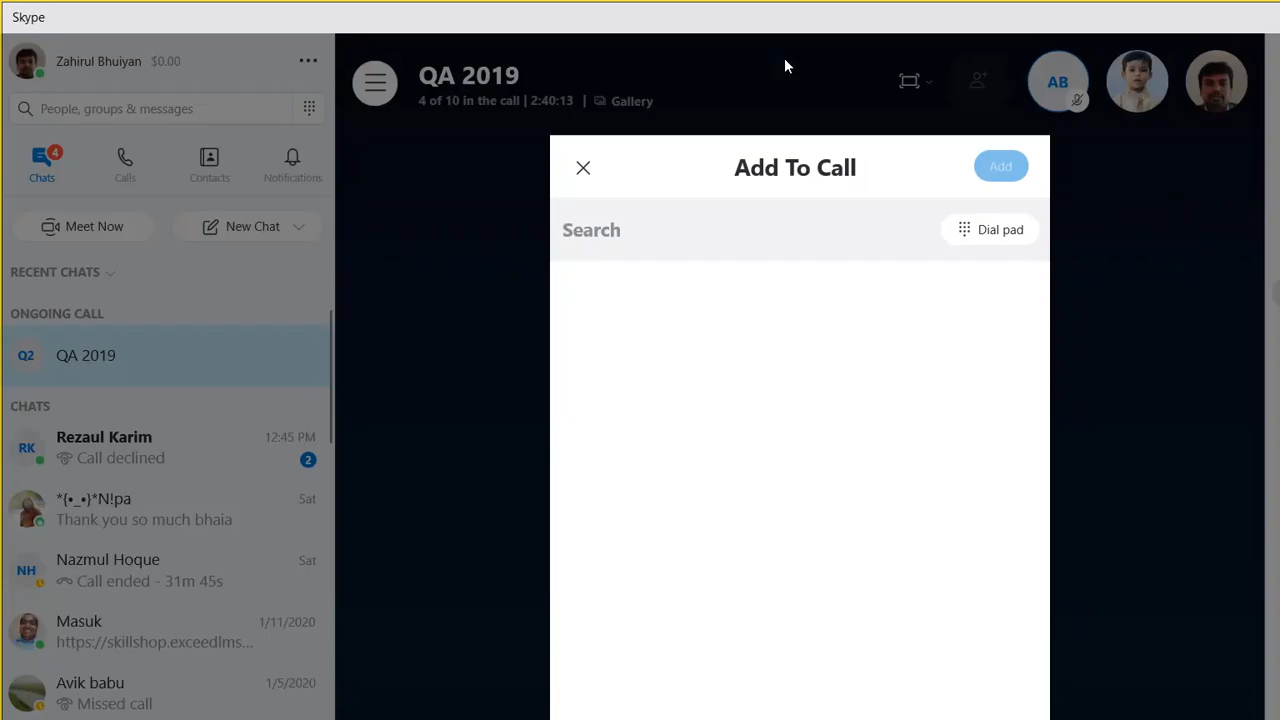 Skype
Zahirul Bhuiyan $0.00
People, groups & messages
4
Chats Calls Contacts Notifications
Meet Now New Chat
RECENT CHATS
ONGOING CALL
Q2 QA 2019
CHATS
RK Rezaul Karim 12:45 PM
Call declined 2
*{•_•}*N!pa Sat
Thank you so much bhaia
NH Nazmul Hoque Sat
Call ended - 31m 45s
Masuk 1/11/2020
https://skillshop.exceedlms...
Avik babu 1/5/2020
Missed call
QA 2019
4 of 10 in the call | 2:40:13 | Gallery
AB
Add To Call Add
Search Dial pad